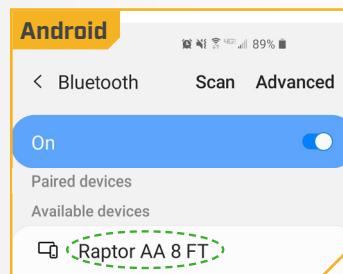 Android
89%
Bluetooth Scan Advanced
On
Paired devices
Available devices
Raptor AA 8 FT